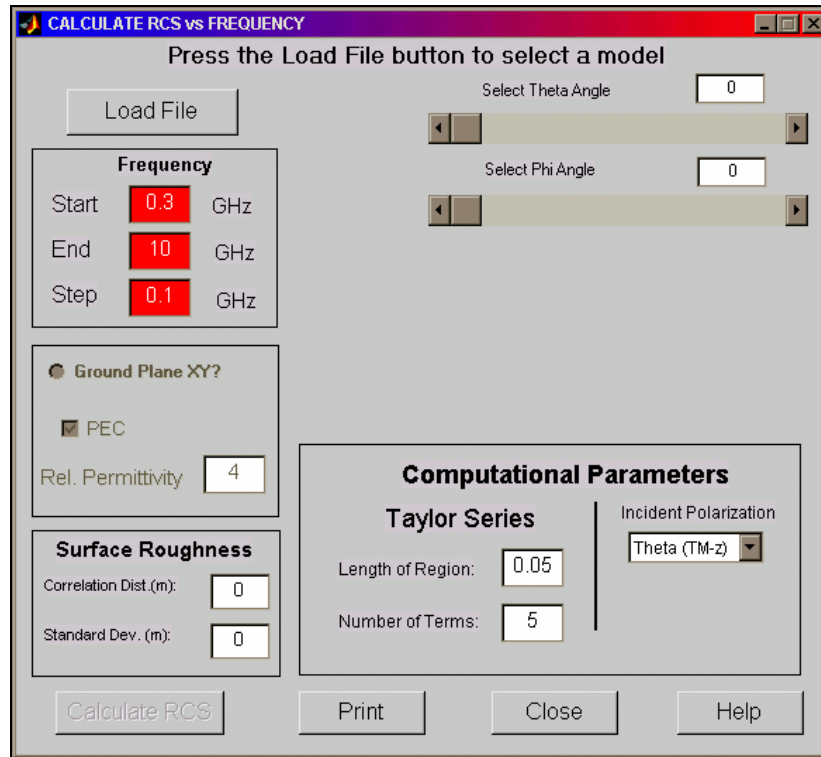 CALCULATE RCS vs FREQUENCY
Press the Load File button to select a model
Load File
Select Theta Angle 0
Select Phi Angle 0
Frequency
Start 0.3 GHz
End 10 GHz
Step 0.1 GHz
Ground Plane XY?
PEC
Rel. Permittivity 4
Surface Roughness
Correlation Dist.(m): 0
Standard Dev. (m): 0
Computational Parameters
Taylor Series
Length of Region: 0.05
Number of Terms: 5
Incident Polarization
Theta (TM-z)
Calculate RCS Print Close Help